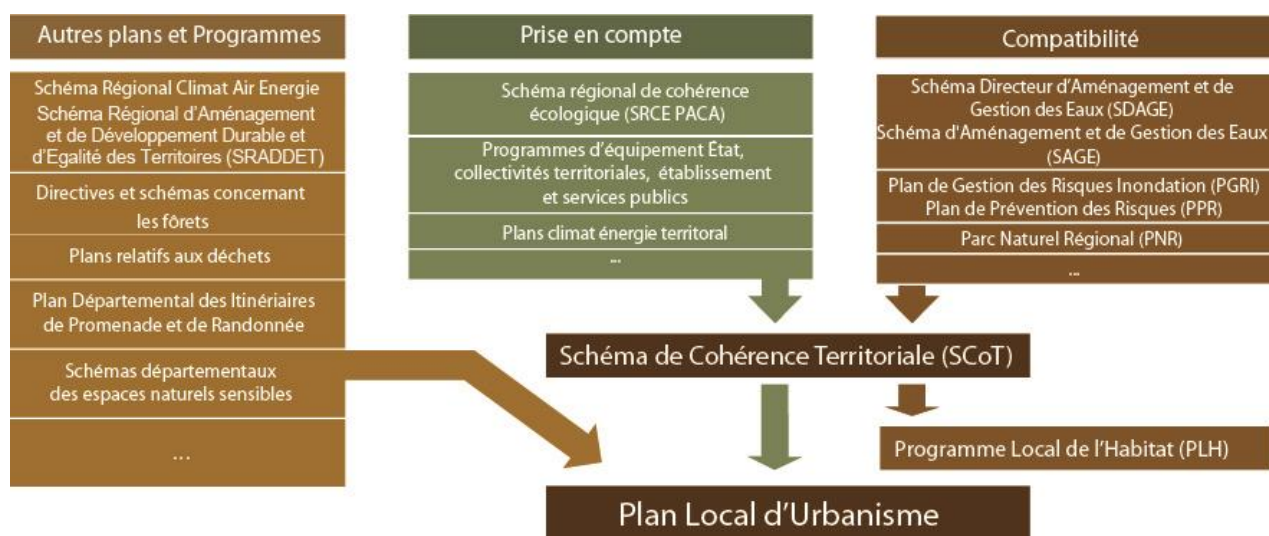 Autres plans et Programmes
Schéma Régional Climat Air Energie
Schéma Régional d'Aménagement
et de Développement Durable et
d'Egalité des Territoires (SRADDET)
Directives et schémas concernant
les fôrets
Plans relatifs aux déchets
Plan Départemental des Itinériaires
de Promenade et de Randonnée
Schémas départementaux
des espaces naturels sensibles
...
Prise en compte
Schéma régional de cohérence
écologique (SRCE PACA)
Programmes d'équipement État,
collectivités territoriales, établissement
et services publics
Plans climat énergie territoral
...
Compatibilité
Schéma Directeur d'Aménagement et de
Gestion des Eaux (SDAGE)
Schéma d'Aménagement et de Gestion des Eaux
(SAGE)
Plan de Gestion des Risques Inondation (PGRI)
Plan de Prévention des Risques (PPR)
Parc Naturel Régional (PNR)
...
Schéma de Cohérence Territoriale (SCoT)
Programme Local de l'Habitat (PLH)
Plan Local d'Urbanisme